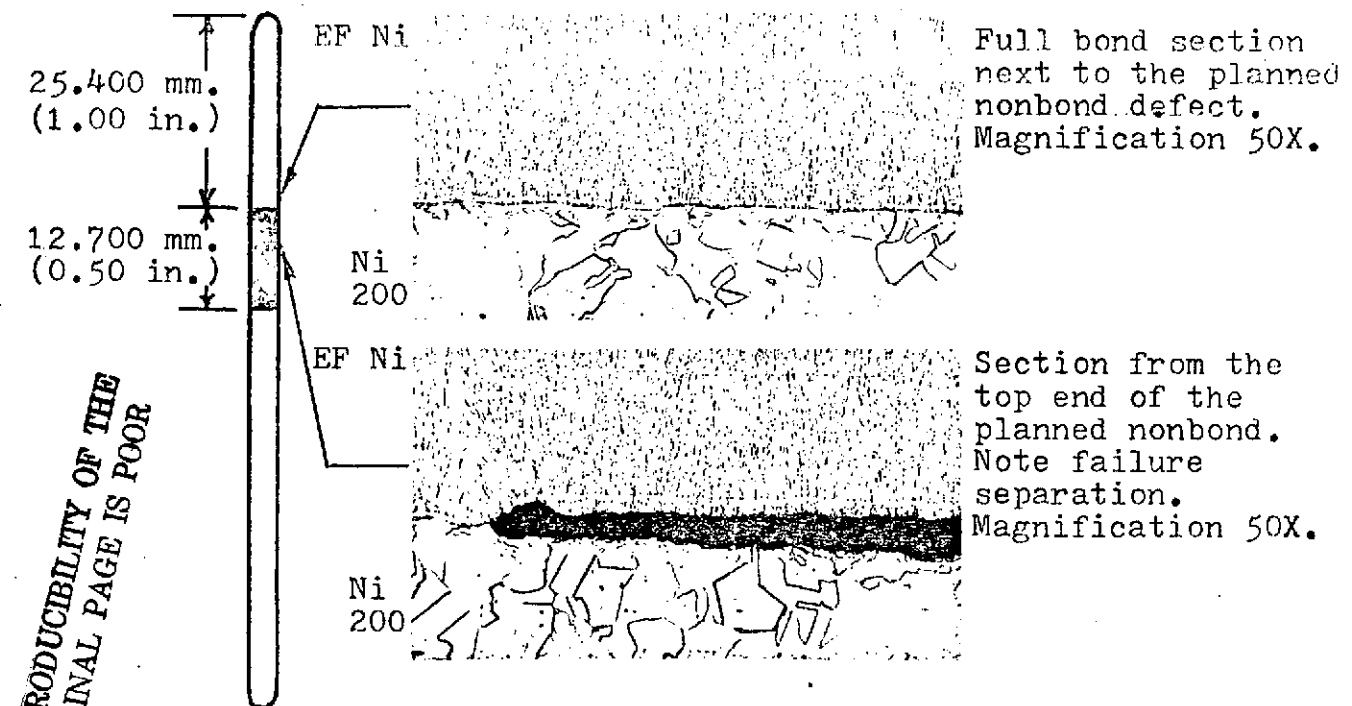 25.400 mm.
(1.00 in.)
12.700 mm.
(0.50 in.)
EF Ni
Ni
200
Full bond section
next to the planned
nonbond defect.
Magnification 50X.
EF Ni
Ni
200
Section from the
top end of the
planned nonbond.
Note failure
separation.
Magnification 50X.
RODUCIBILITY OF THE
INAL PAGE IS POOR